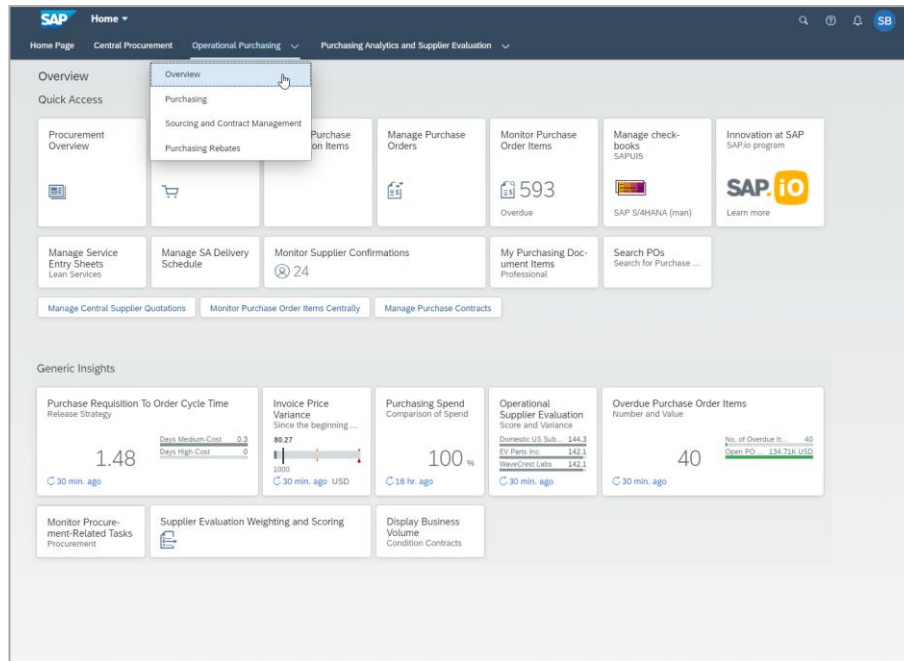 SAP Home
SB
Home Page Central Procurement Operational Purchasing Purchasing Analytics and Supplier Evaluation
Overview
Quick Access
Overview
Purchasing
Sourcing and Contract Management
Purchasing Rebates
Procurement
Overview
Purchase
on Items
Manage Purchase
Orders
Monitor Purchase
Order Items
593
Overdue
Manage check-
books
SAPUI5
SAP S/4HANA (man)
Innovation at SAP
SAP.io program
SAP.iO
Learn more
Manage Service
Entry Sheets
Lean Services
Manage SA Delivery
Schedule
Monitor Supplier Confirmations
24
My Purchasing Doc-
ument Items
Professional
Search POs
Search for Purchase ...
Manage Central Supplier Quotations
Monitor Purchase Order Items Centrally
Manage Purchase Contracts
Generic Insights
Purchase Requisition To Order Cycle Time
Release Strategy
1.48
Days Medium-Cost 0.3
Days High-Cost 0
30 min. ago
Invoice Price
Variance
Since the beginning ...
80.27
1000
30 min. ago USD
Purchasing Spend
Comparison of Spend
100 %
16 hr. ago
Operational
Supplier Evaluation
Score and Variance
Domestic US Sub... 144.3
EV Parts Inc. 142.1
WaveCrest Labs 142.1
30 min. ago
Overdue Purchase Order Items
Number and Value
40
No. of Overdue It... 40
Open PO ... 134.71K USD
30 min. ago
Monitor Procure-
ment-Related Tasks
Procurement
Supplier Evaluation Weighting and Scoring
Display Business
Volume
Condition Contracts